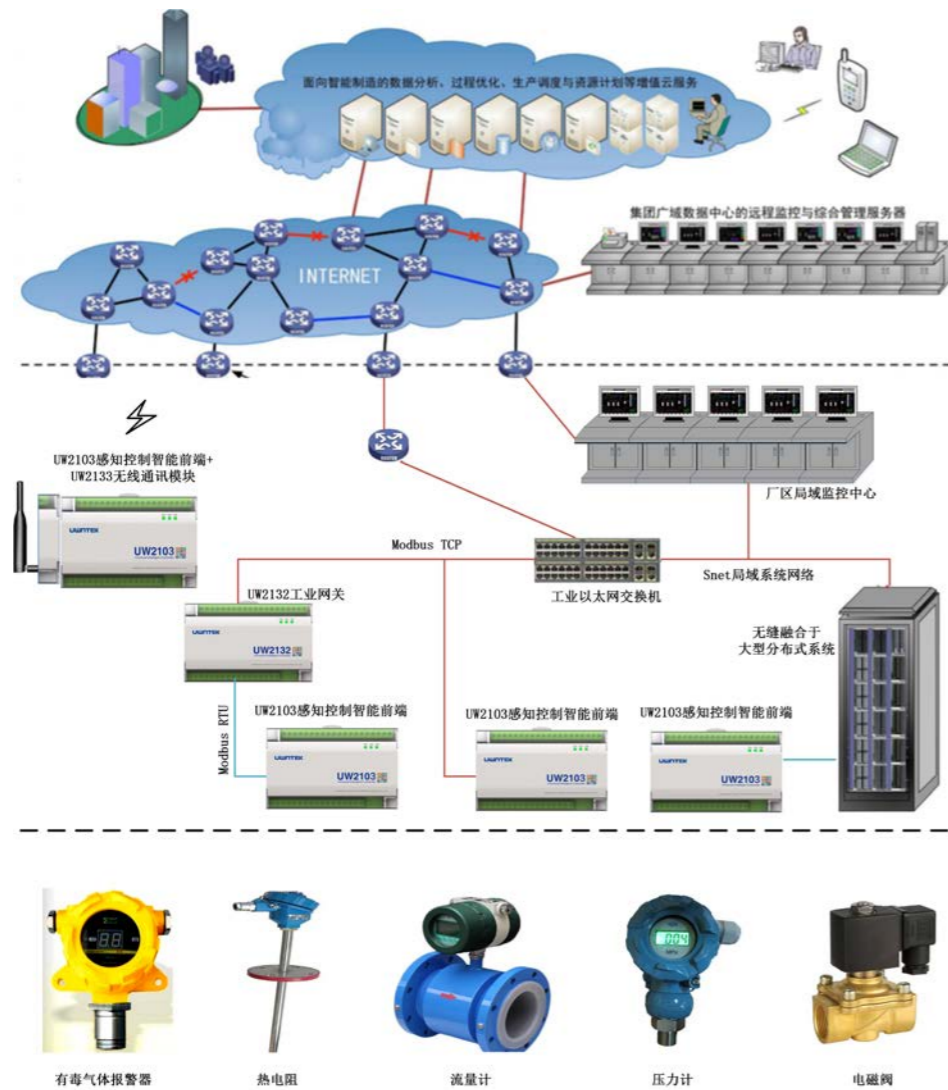 面向智能制造的数据分析、过程优化、生产调度与资源计划等增值云服务
集团广域数据中心的远程监控与综合管理服务器
INTERNET
UW2103感知控制智能前端+
UW2133无线通讯模块
厂区局域监控中心
UWNTEK
UW2103
Modbus TCP
Snet局域系统网络
工业以太网交换机
UW2132工业网关
无缝融合于
大型分布式系统
UWNTEK
UW2132
Modbus RTU
UW2103感知控制智能前端
UW2103感知控制智能前端
UW2103感知控制智能前端
UWNTEK
UW2103
UWNTEK
UW2103
UWNTEK
UW2103
有毒气体报警器
热电阻
流量计
压力计
电磁阀